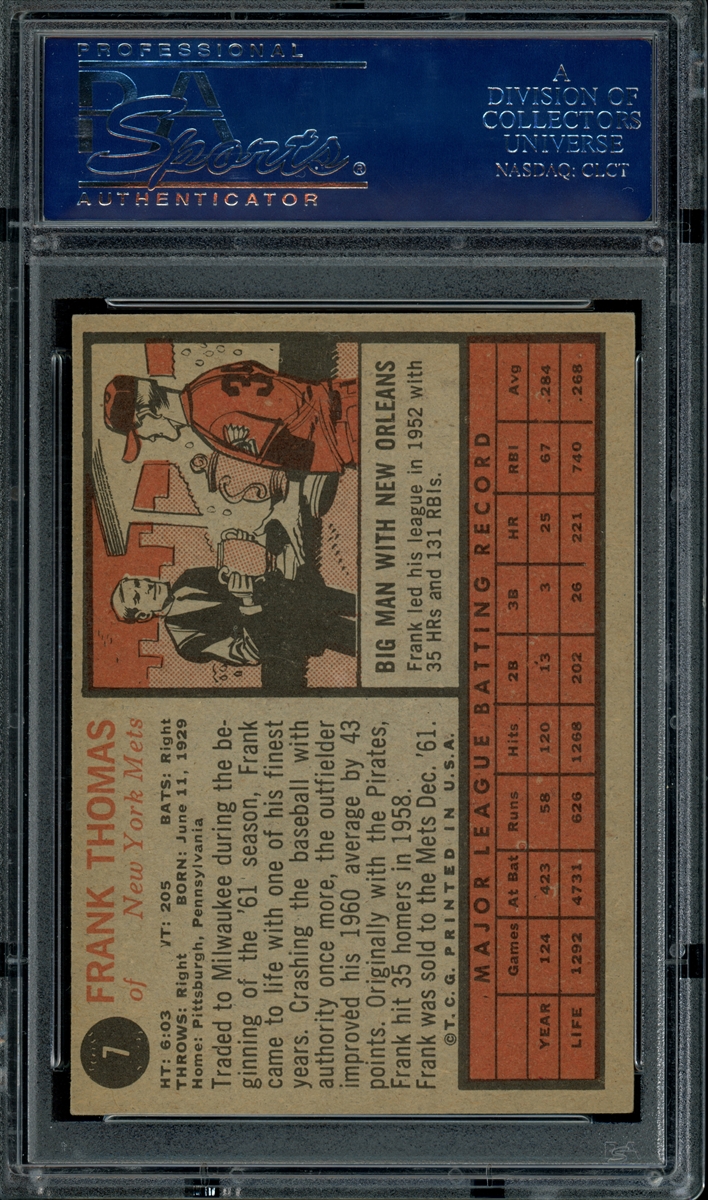 PROFESSIONAL
PSA
Sports®
AUTHENTICATOR
A
DIVISION OF
COLLECTORS
UNIVERSE
NASDAQ: CLCT
7
FRANK THOMAS
of New York Mets
HT: 6:03 VT: 205 BATS: Right
THROWS: Right BORN: June 11, 1929
Home: Pittsburgh, Pennsylvania
Traded to Milwaukee during the be-
ginning of the '61 season, Frank
came to life with one of his finest
years. Crashing the baseball with
authority once more, the outfielder
improved his 1960 average by 43
points. Originally with the Pirates,
Frank hit 35 homers in 1958.
Frank was sold to the Mets Dec. '61.
©T.C.G. PRINTED IN U.S.A.
3
BIG MAN WITH NEW ORLEANS
Frank led his league in 1952 with
35 HRs and 131 RBIs.
MAJOR LEAGUE BATTING RECORD
Games At Bat Runs Hits 2B 3B HR RBI Avg
YEAR 124 423 58 120 13 3 25 67 .284
LIFE 1292 4731 626 1268 202 26 221 740 .268